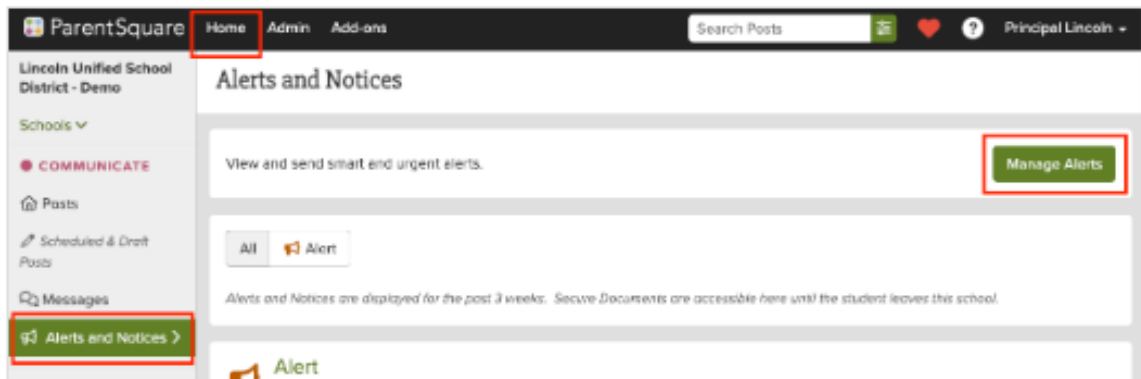 ParentSquare Home Admin Add-ons Search Posts ? Principal Lincoln
Lincoln Unified School
District - Demo
Schools
COMMUNICATE
Posts
Scheduled & Draft
Posts
Messages
Alerts and Notices
Alerts and Notices
View and send smart and urgent alerts.
Manage Alerts
All Alert
Alerts and Notices are displayed for the past 3 weeks. Secure Documents are accessible here until the student leaves this school.
Alert